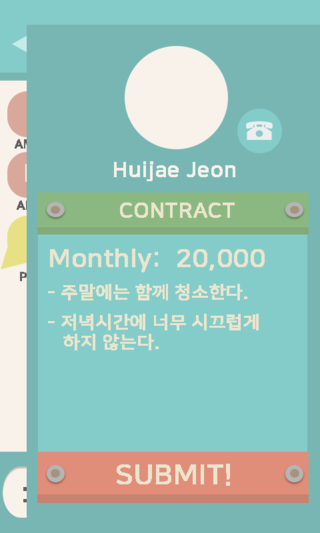 Huijae Jeon
CONTRACT
Monthly: 20,000
- 주말에는 함께 청소한다.
- 저녁시간에 너무 시끄럽게
하지 않는다.
SUBMIT!